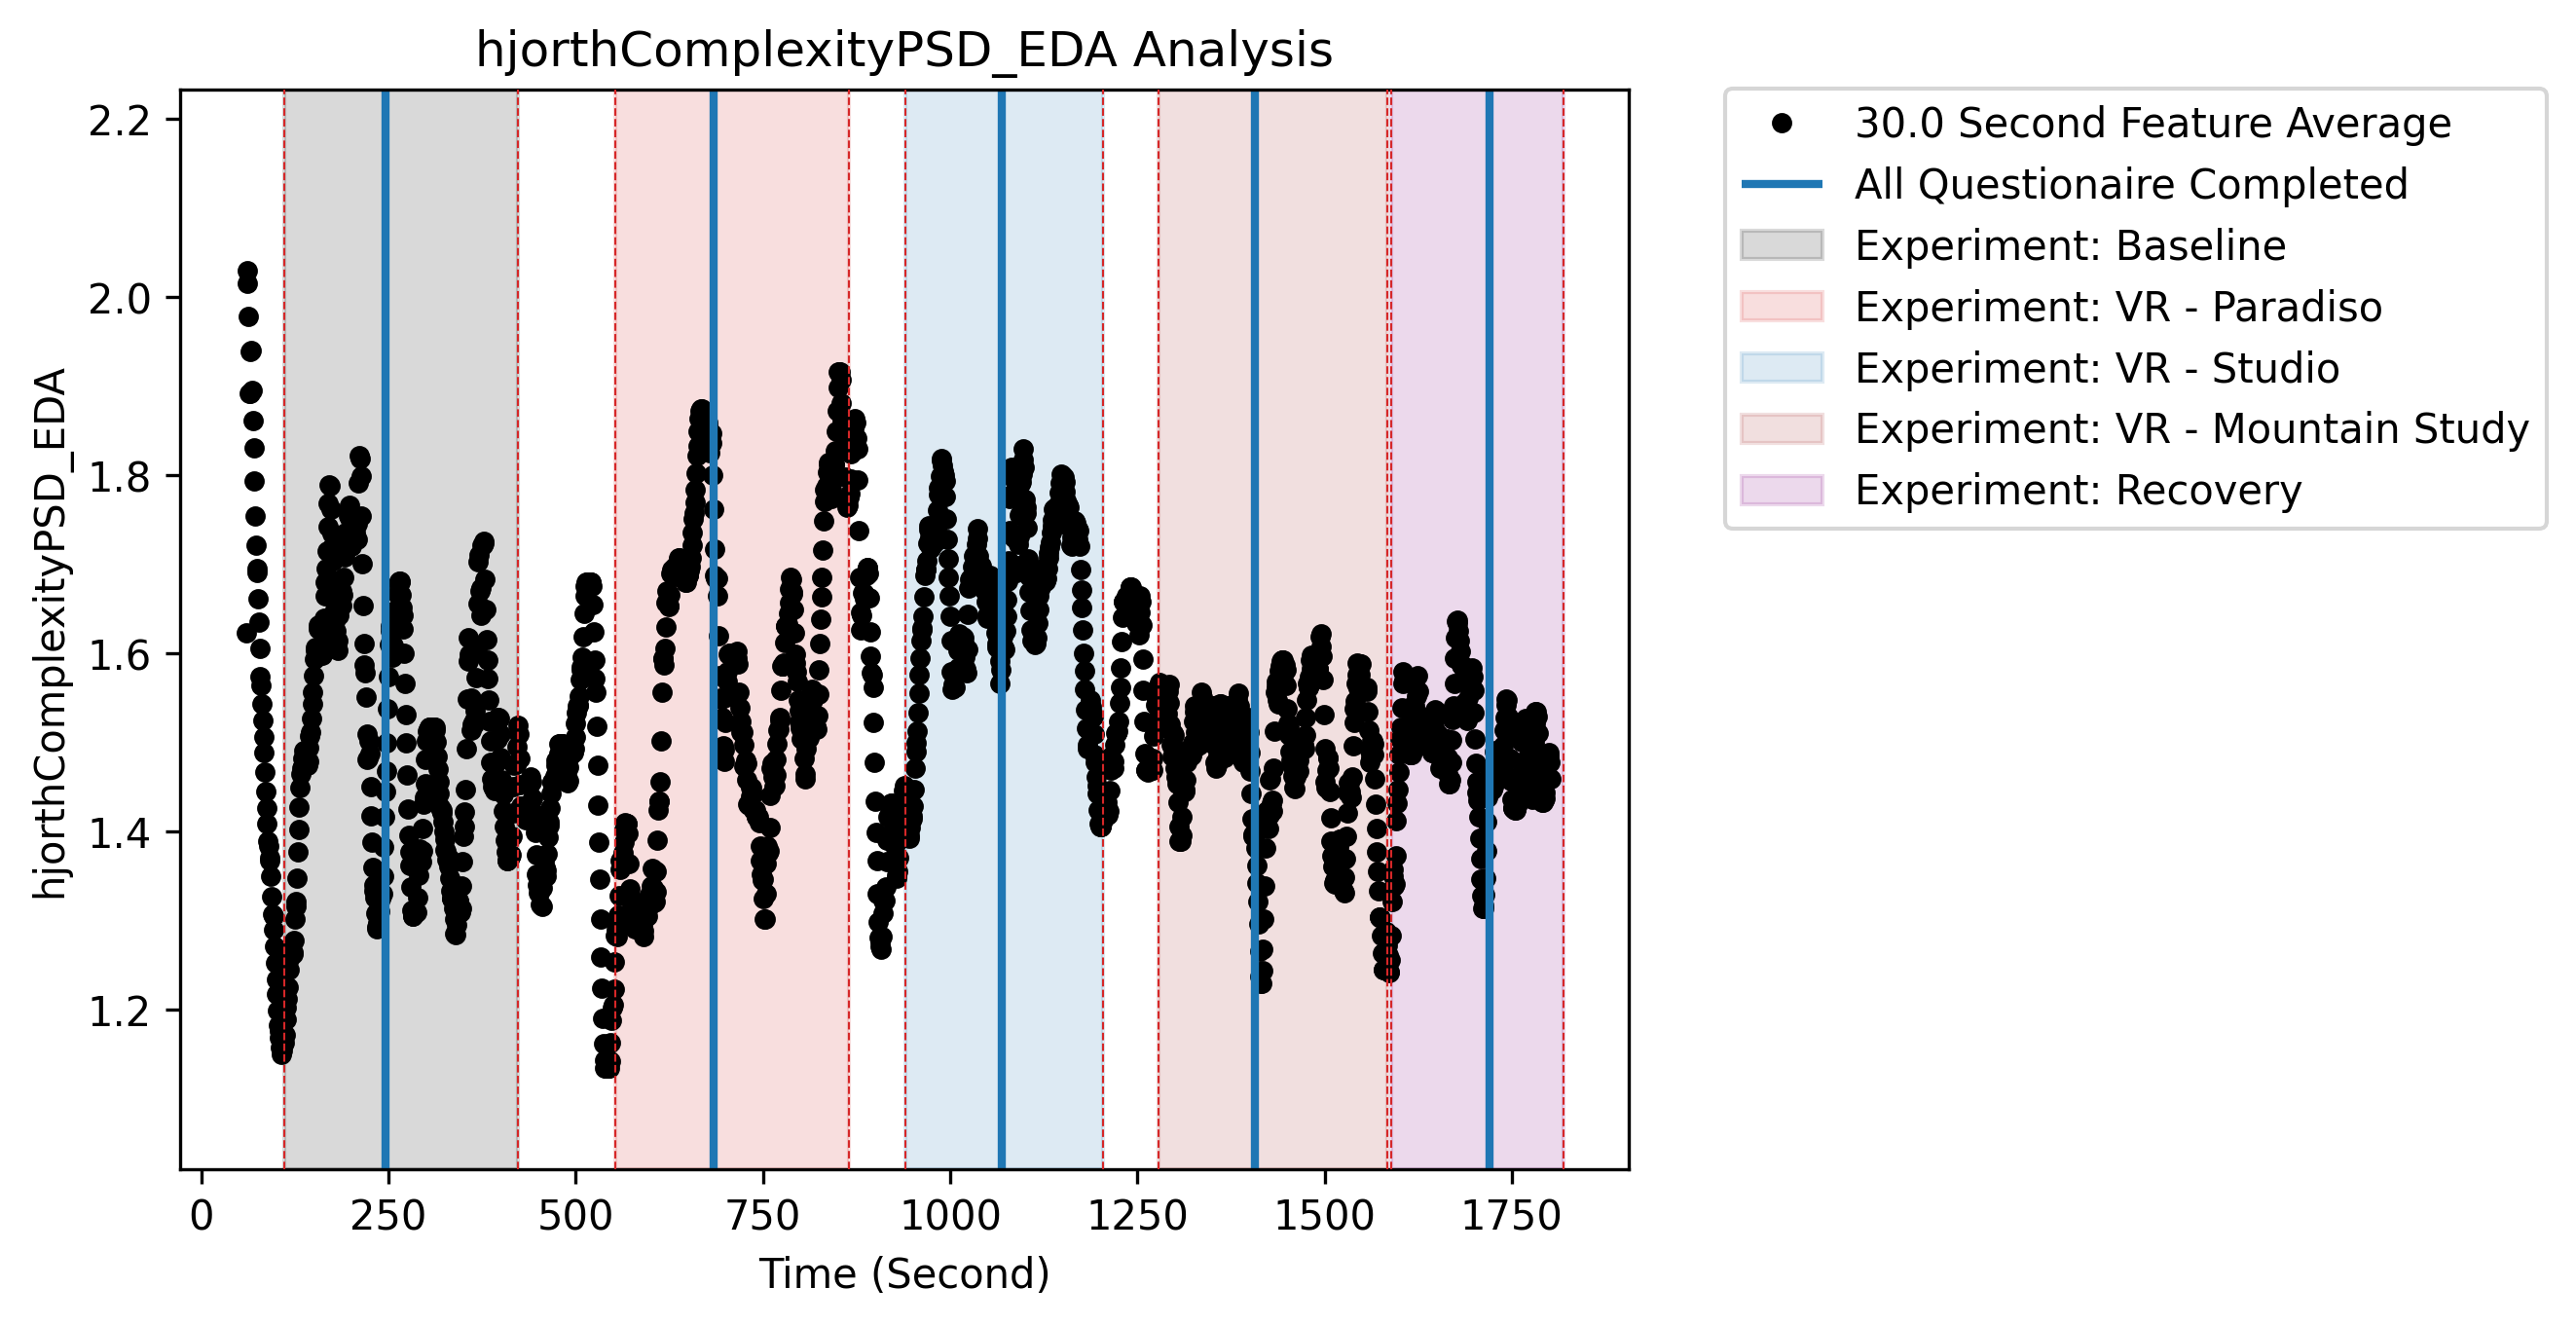 hjorthComplexityPSD_EDA Analysis
hjorthComplexityPSD_EDA
2.2
2.0
1.8
1.6
1.4
1.2
0 250 500 750 1000 1250 1500 1750
Time (Second)
30.0 Second Feature Average
All Questionaire Completed
Experiment: Baseline
Experiment: VR - Paradiso
Experiment: VR - Studio
Experiment: VR - Mountain Study
Experiment: Recovery